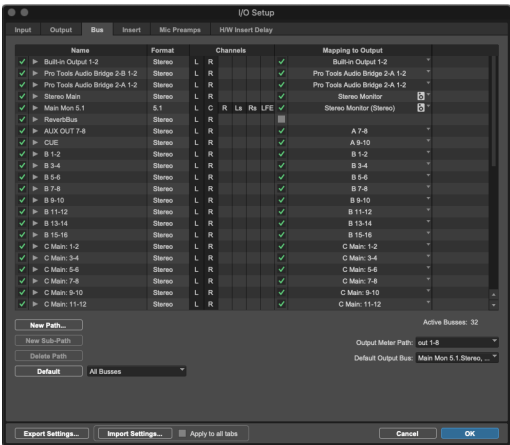 I/O Setup
Input Output Bus Insert Mic Preamps H/W Insert Delay
Name Format Channels Mapping to Output
Built-in Output 1-2 Stereo L R Built-in Output 1-2
Pro Tools Audio Bridge 2-B 1-2 Stereo L R Pro Tools Audio Bridge 2-A 1-2
Pro Tools Audio Bridge 2-A 1-2 Stereo L R Pro Tools Audio Bridge 2-A 1-2
Stereo Main Stereo L R Stereo Monitor
Main Mon 5.1 5.1 L C R Ls Rs LFE Stereo Monitor (Stereo)
ReverbBus Stereo L R
AUX OUT 7-8 Stereo L R A 7-8
CUE Stereo L R A 9-10
B 1-2 Stereo L R B 1-2
B 3-4 Stereo L R B 3-4
B 5-6 Stereo L R B 5-6
B 7-8 Stereo L R B 7-8
B 9-10 Stereo L R B 9-10
B 11-12 Stereo L R B 11-12
B 13-14 Stereo L R B 13-14
B 15-16 Stereo L R B 15-16
C Main: 1-2 Stereo L R C Main: 1-2
C Main: 3-4 Stereo L R C Main: 3-4
C Main: 5-6 Stereo L R C Main: 5-6
C Main: 7-8 Stereo L R C Main: 7-8
C Main: 9-10 Stereo L R C Main: 9-10
C Main: 11-12 Stereo L R C Main: 11-12
New Path... Active Busses: 32
New Sub-Path Output Meter Path: out 1-8
Delete Path Default Output Bus: Main Mon 5.1.Stereo, ...
Default All Busses
Export Settings... Import Settings... Apply to all tabs Cancel OK